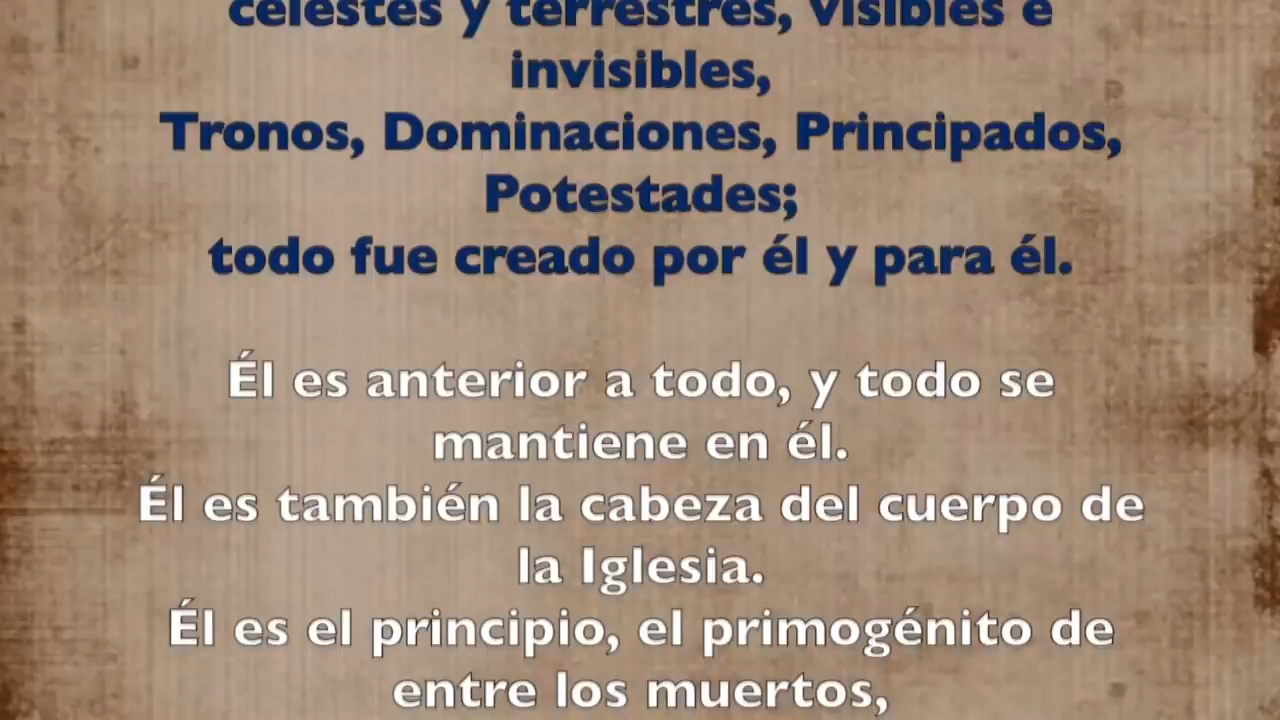 celestes y terrestres, visibles e
invisibles,
Tronos, Dominaciones, Principados,
Potestades;
todo fue creado por él y para él.
Él es anterior a todo, y todo se
mantiene en él.
Él es también la cabeza del cuerpo de
la Iglesia.
Él es el principio, el primogénito de
entre los muertos,